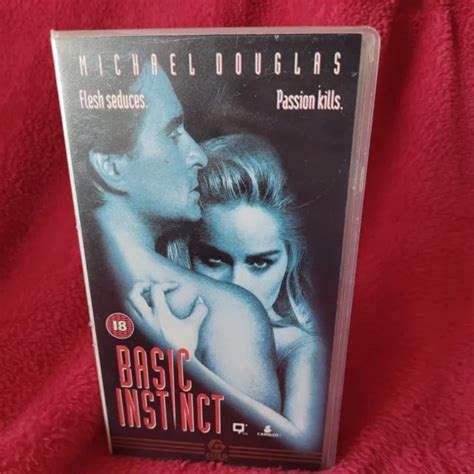 MICHAEL DOUGLAS
Flesh seduces. Passion kills.
18
BASIC
INSTINCT